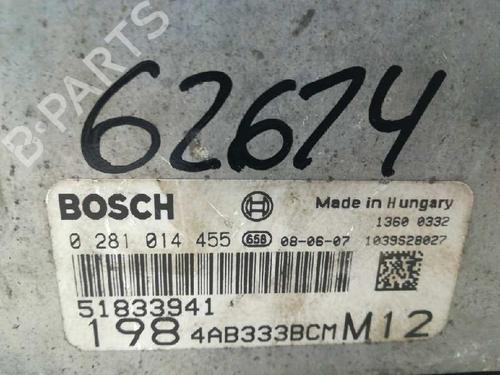 B-PARTS
62674
BOSCH
Made in Hungary
1360 0332
0 281 014 455 658 08-06-07 1039S28027
51833941
198 4AB333BCM M12